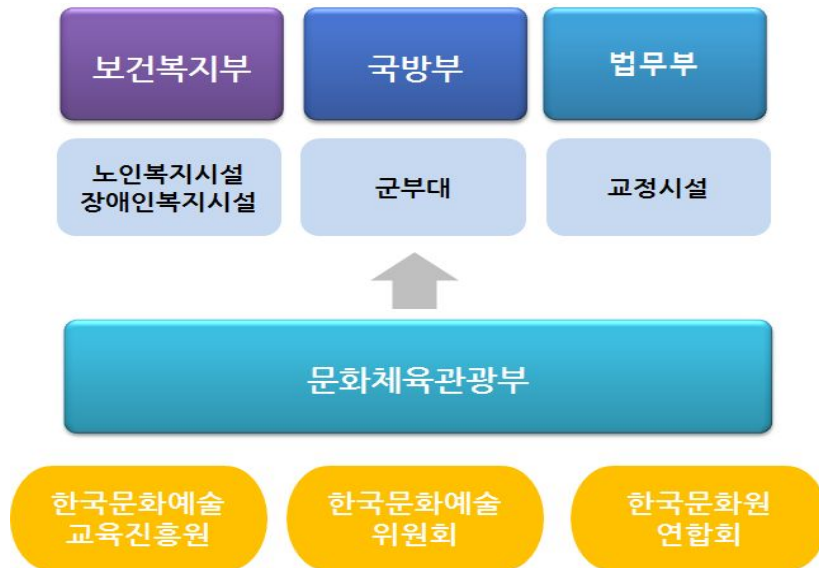 보건복지부
국방부
법무부
노인복지시설
장애인복지시설
군부대
교정시설
문화체육관광부
한국문화예술
교육진흥원
한국문화예술
위원회
한국문화원
연합회